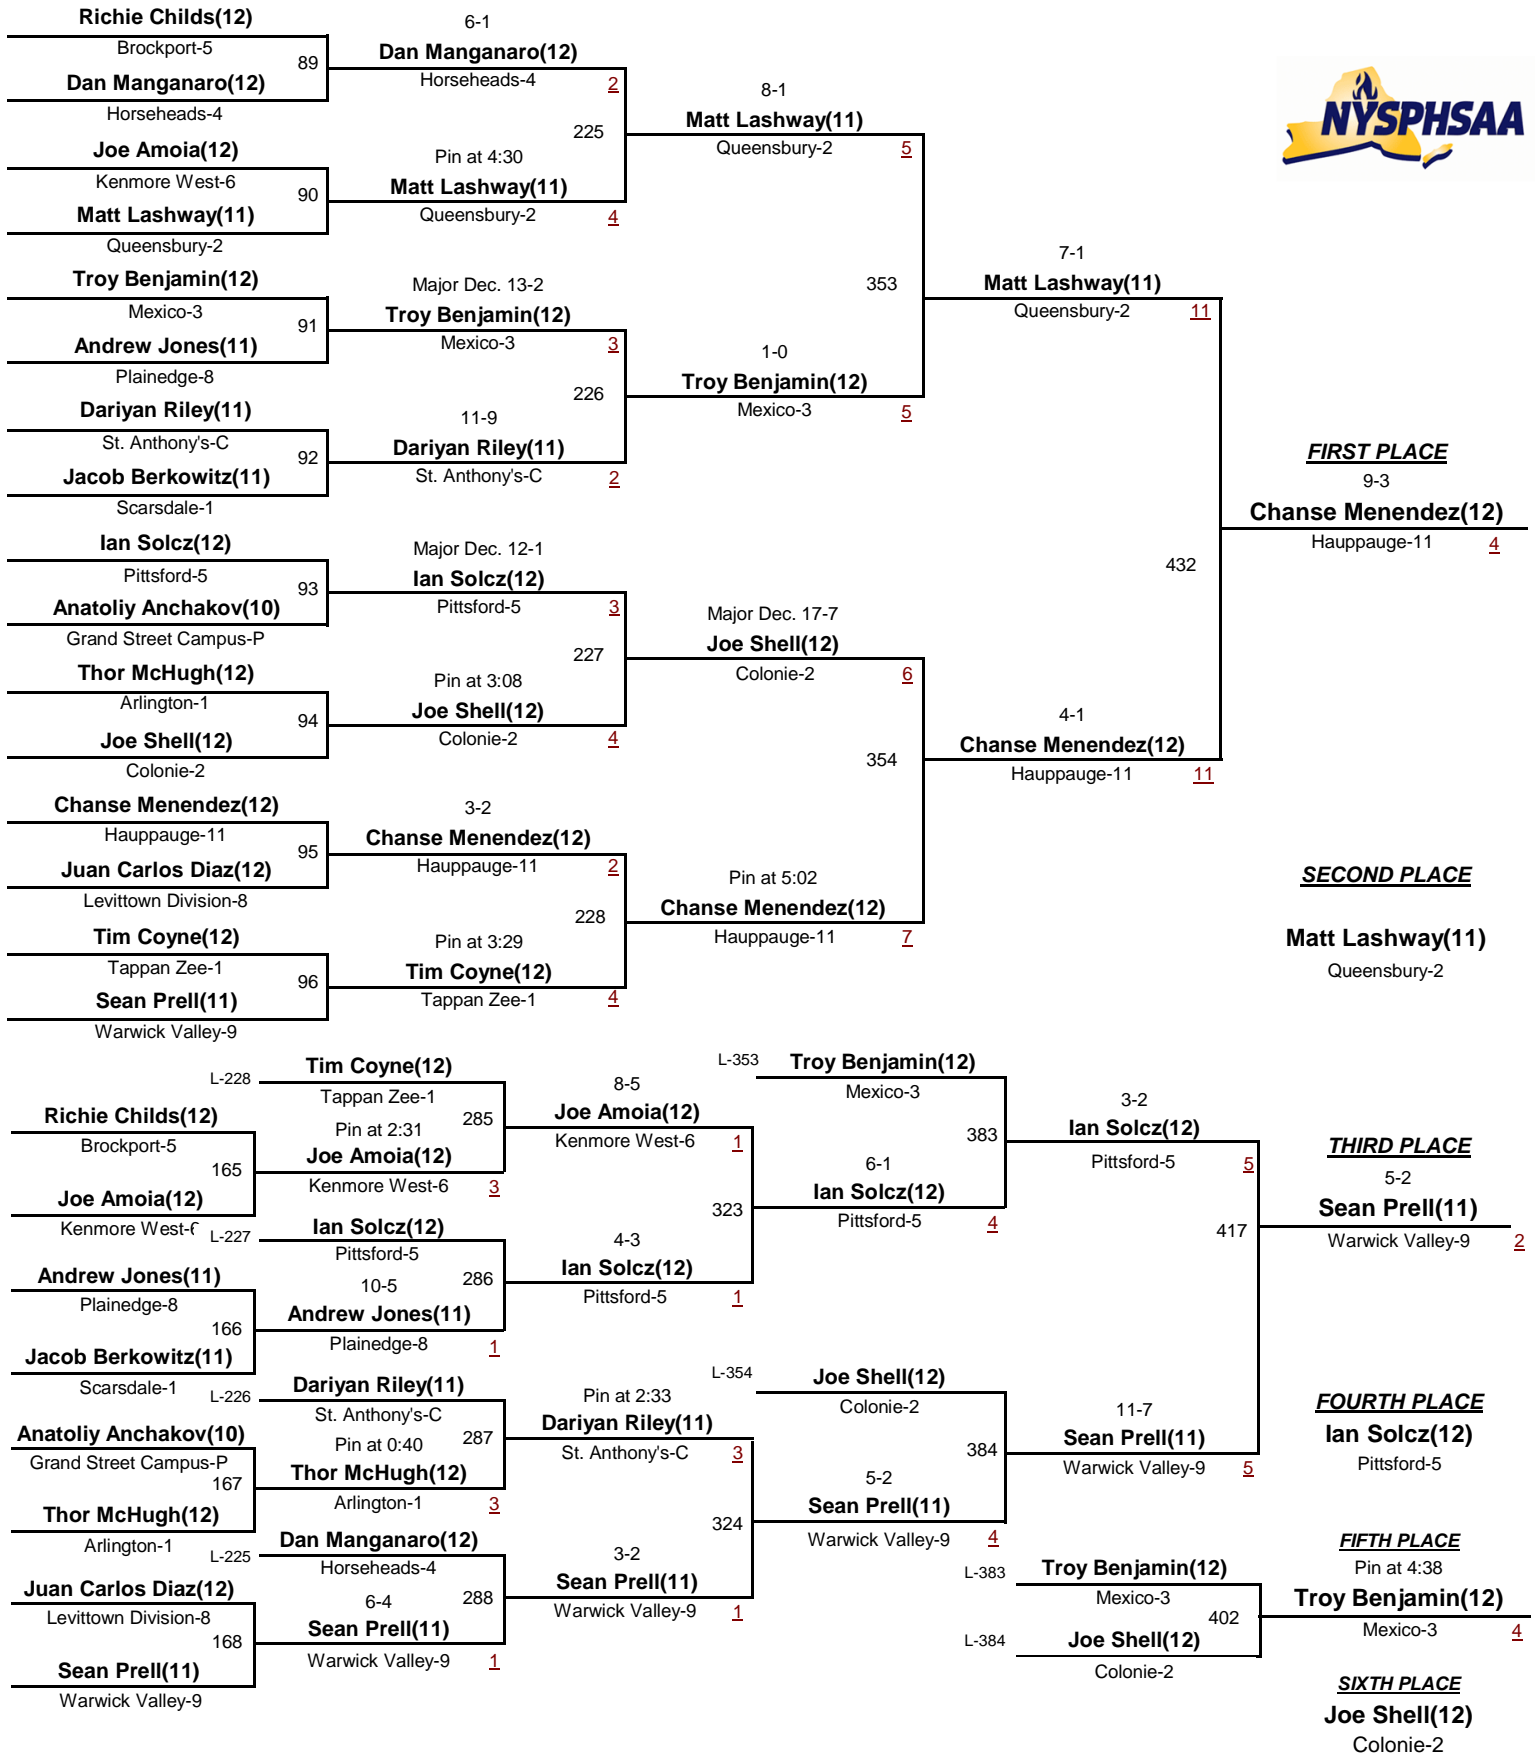 Richie Childs(12)
Brockport-5
89
Dan Manganaro(12)
Horseheads-4
Joe Amoia(12)
Kenmore West-6
90
Matt Lashway(11)
Queensbury-2
Troy Benjamin(12)
Mexico-3
91
Andrew Jones(11)
Plainedge-8
Dariyan Riley(11)
St. Anthony's-C
92
Jacob Berkowitz(11)
Scarsdale-1
Ian Solcz(12)
Pittsford-5
93
Anatoliy Anchakov(10)
Grand Street Campus-P
Thor McHugh(12)
Arlington-1
94
Joe Shell(12)
Colonie-2
Chanse Menendez(12)
Hauppauge-11
95
Juan Carlos Diaz(12)
Levittown Division-8
Tim Coyne(12)
Tappan Zee-1
96
Sean Prell(11)
Warwick Valley-9
6-1
Dan Manganaro(12)
Horseheads-4 2
225
Pin at 4:30
Matt Lashway(11)
Queensbury-2 4
Major Dec. 13-2
Troy Benjamin(12)
Mexico-3 3
226
11-9
Dariyan Riley(11)
St. Anthony's-C 2
Major Dec. 12-1
Ian Solcz(12)
Pittsford-5 3
227
Pin at 3:08
Joe Shell(12)
Colonie-2 4
3-2
Chanse Menendez(12)
Hauppauge-11 2
228
Pin at 3:29
Tim Coyne(12)
Tappan Zee-1 4
8-1
Matt Lashway(11)
Queensbury-2 5
353
1-0
Troy Benjamin(12)
Mexico-3 5
Major Dec. 17-7
Joe Shell(12)
Colonie-2 6
354
Pin at 5:02
Chanse Menendez(12)
Hauppauge-11 7
7-1
Matt Lashway(11)
Queensbury-2 11
432
4-1
Chanse Menendez(12)
Hauppauge-11 11
NYSPHSAA
FIRST PLACE
9-3
Chanse Menendez(12)
Hauppauge-11 4
SECOND PLACE
Matt Lashway(11)
Queensbury-2
Richie Childs(12)
Brockport-5
165
Joe Amoia(12)
Kenmore West-6
Andrew Jones(11)
Plainedge-8
166
Jacob Berkowitz(11)
Scarsdale-1
Anatoliy Anchakov(10)
Grand Street Campus-P
167
Thor McHugh(12)
Arlington-1
Juan Carlos Diaz(12)
Levittown Division-8
168
Sean Prell(11)
Warwick Valley-9
L-228
Tim Coyne(12)
Tappan Zee-1
285
Pin at 2:31
Joe Amoia(12)
Kenmore West-6 3
L-227
Ian Solcz(12)
Pittsford-5
286
10-5
Andrew Jones(11)
Plainedge-8 1
L-226
Dariyan Riley(11)
St. Anthony's-C
287
Pin at 0:40
Thor McHugh(12)
Arlington-1 3
L-225
Dan Manganaro(12)
Horseheads-4
288
6-4
Sean Prell(11)
Warwick Valley-9 1
8-5
Joe Amoia(12)
Kenmore West-6 1
323
4-3
Ian Solcz(12)
Pittsford-5 1
Pin at 2:33
Dariyan Riley(11)
St. Anthony's-C 3
324
3-2
Sean Prell(11)
Warwick Valley-9 1
L-353
Troy Benjamin(12)
Mexico-3
383
6-1
Ian Solcz(12)
Pittsford-5 4
L-354
Joe Shell(12)
Colonie-2
384
5-2
Sean Prell(11)
Warwick Valley-9 4
3-2
Ian Solcz(12)
Pittsford-5 5
417
11-7
Sean Prell(11)
Warwick Valley-9 5
L-383
Troy Benjamin(12)
Mexico-3
402
L-384
Joe Shell(12)
Colonie-2
THIRD PLACE
5-2
Sean Prell(11)
Warwick Valley-9 2
FOURTH PLACE
Ian Solcz(12)
Pittsford-5
FIFTH PLACE
Pin at 4:38
Troy Benjamin(12)
Mexico-3 4
SIXTH PLACE
Joe Shell(12)
Colonie-2